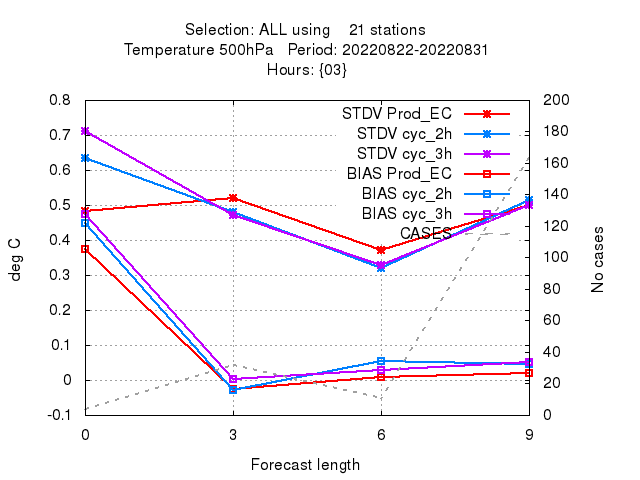 Selection: ALL using    21 stations
Temperature 500hPa   Period: 20220822-20220831
Hours: {03}
STDV Prod_EC
STDV cyc_2h
STDV cyc_3h
BIAS Prod_EC
BIAS cyc_2h
BIAS cyc_3h
CASES
deg C
0.8
0.7
0.6
0.5
0.4
0.3
0.2
0.1
0
-0.1
No cases
200
180
160
140
120
100
80
60
40
20
0
0 3 6 9
Forecast length